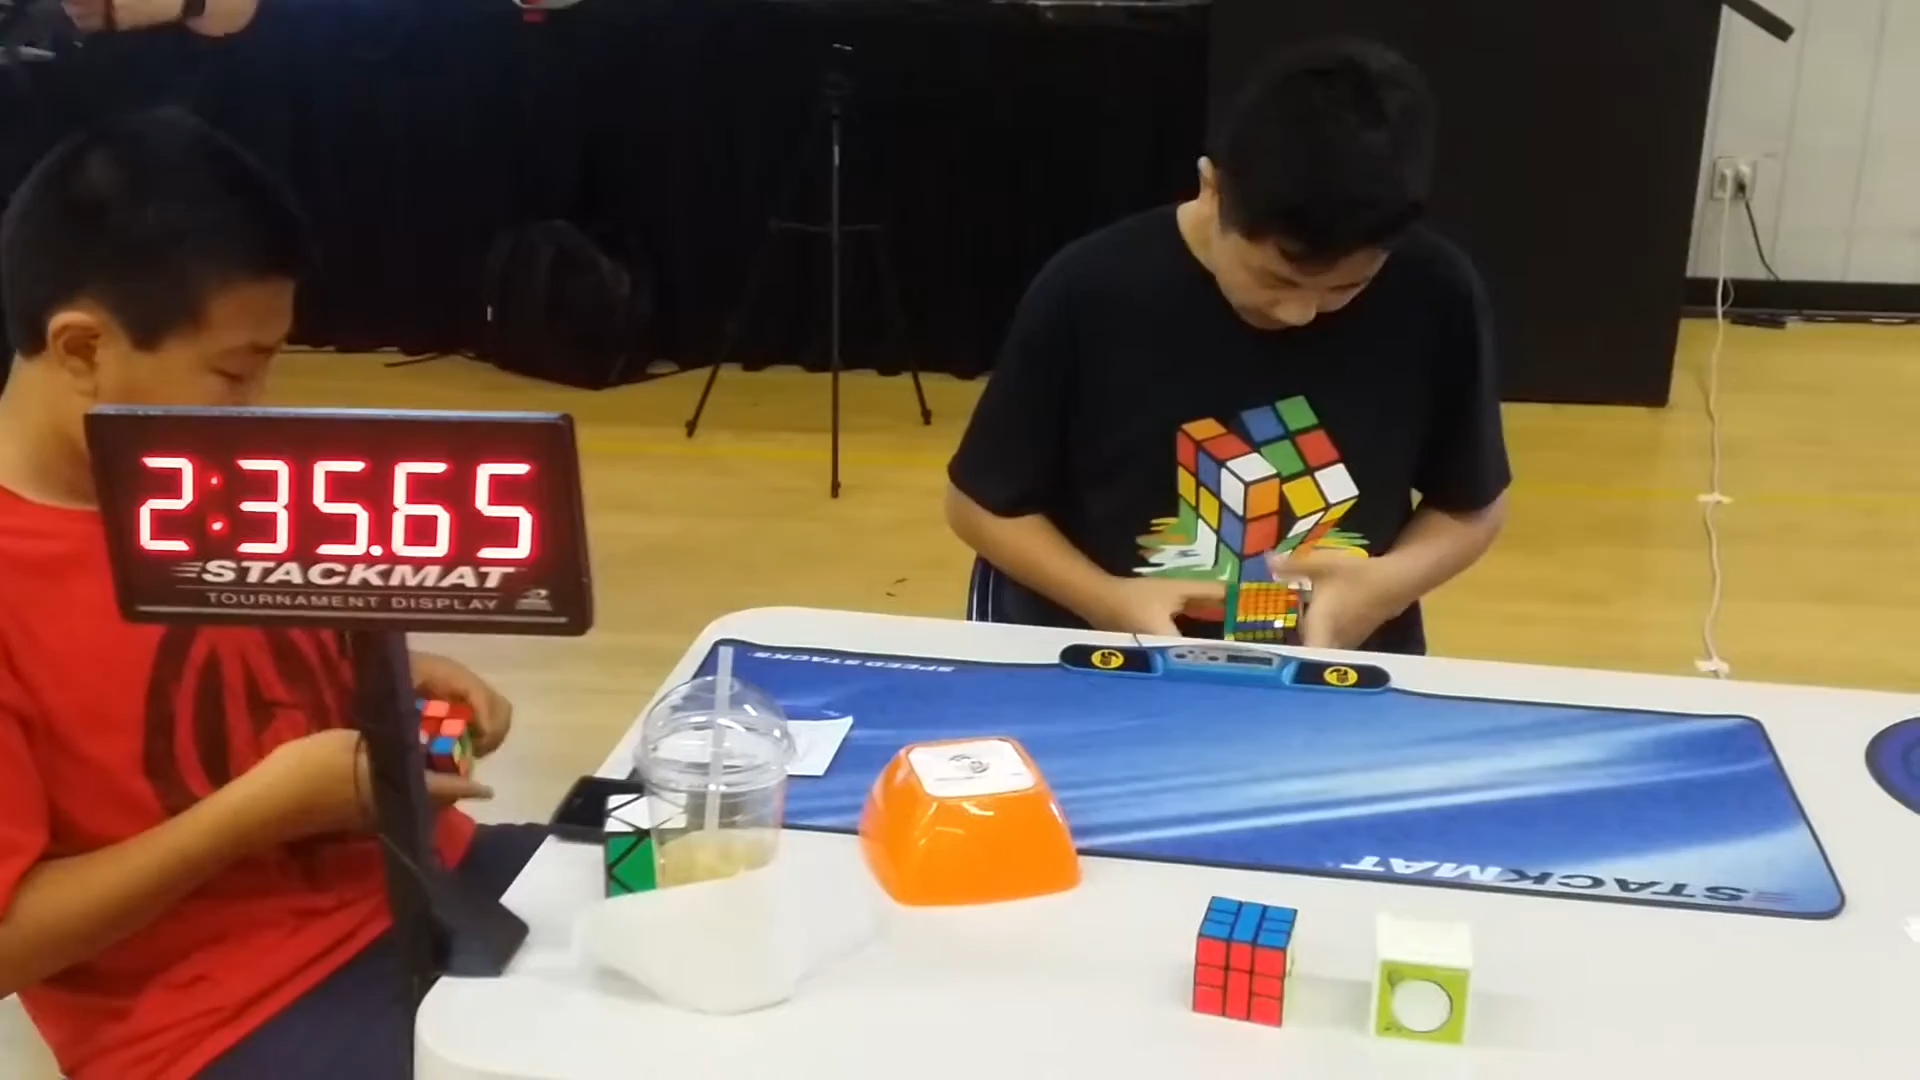 2:35.65
STACKMAT
TOURNAMENT DISPLAY
SPEED STACKS
STACKMAT